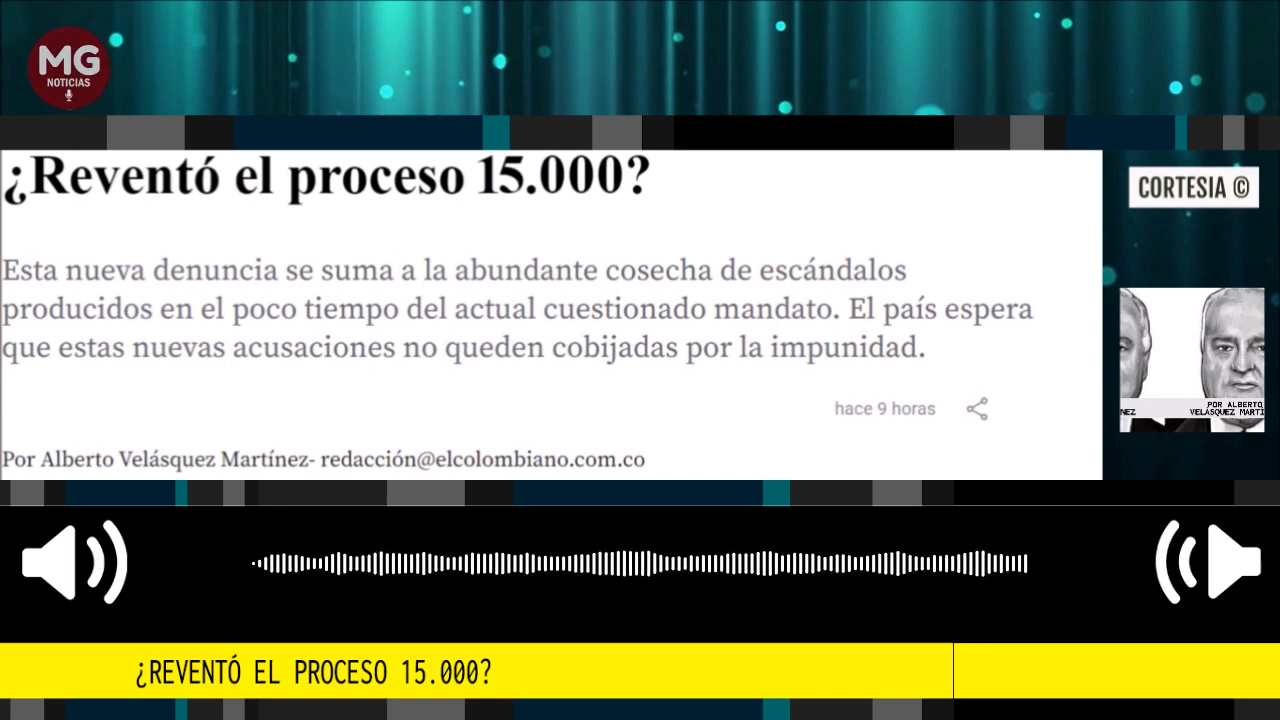 MG
NOTICIAS
¿Reventó el proceso 15.000?
CORTESIA ©
Esta nueva denuncia se suma a la abundante cosecha de escándalos
producidos en el poco tiempo del actual cuestionado mandato. El país espera
que estas nuevas acusaciones no queden cobijadas por la impunidad.
hace 9 horas
POR ALBERTO
NEZ VELÁSQUEZ MARTI
Por Alberto Velásquez Martínez- redacción@elcolombiano.com.co
¿REVENTÓ EL PROCESO 15.000?